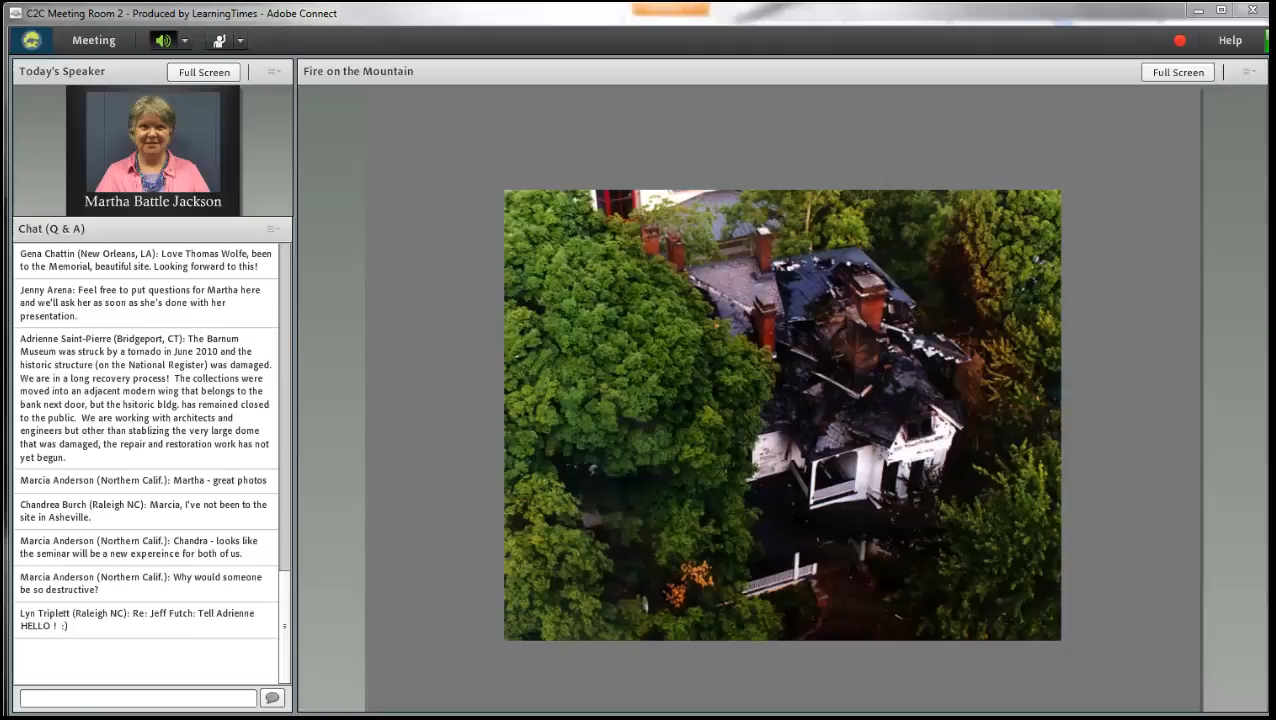 C2C Meeting Room 2 - Produced by LearningTimes - Adobe Connect
Meeting
Help
Today's Speaker
Full Screen
Fire on the Mountain
Full Screen
Martha Battle Jackson
Chat (Q & A)
Gena Chattin (New Orleans, LA): Love Thomas Wolfe, been
to the Memorial, beautiful site. Looking forward to this!
Jenny Arena: Feel free to put questions for Martha here
and we'll ask her as soon as she's done with her
presentation.
Adrienne Saint-Pierre (Bridgeport, CT): The Barnum
Museum was struck by a tornado in June 2010 and the
historic structure (on the National Register) was damaged.
We are in a long recovery process!  The collections were
moved into an adjacent modern wing that belongs to the
bank next door, but the hsitoric bldg. has remained closed
to the public.  We are working with architects and
engineers but other than stablizing the very large dome
that was damaged, the repair and restoration work has not
yet begun.
Marcia Anderson (Northern Calif.): Martha - great photos
Chandrea Burch (Raleigh NC): Marcia, I've not been to the
site in Asheville.
Marcia Anderson (Northern Calif.): Chandra - looks like
the seminar will be a new expereince for both of us.
Marcia Anderson (Northern Calif.): Why would someone
be so destructive?
Lyn Triplett (Raleigh NC): Re: Jeff Futch: Tell Adrienne
HELLO !  :)